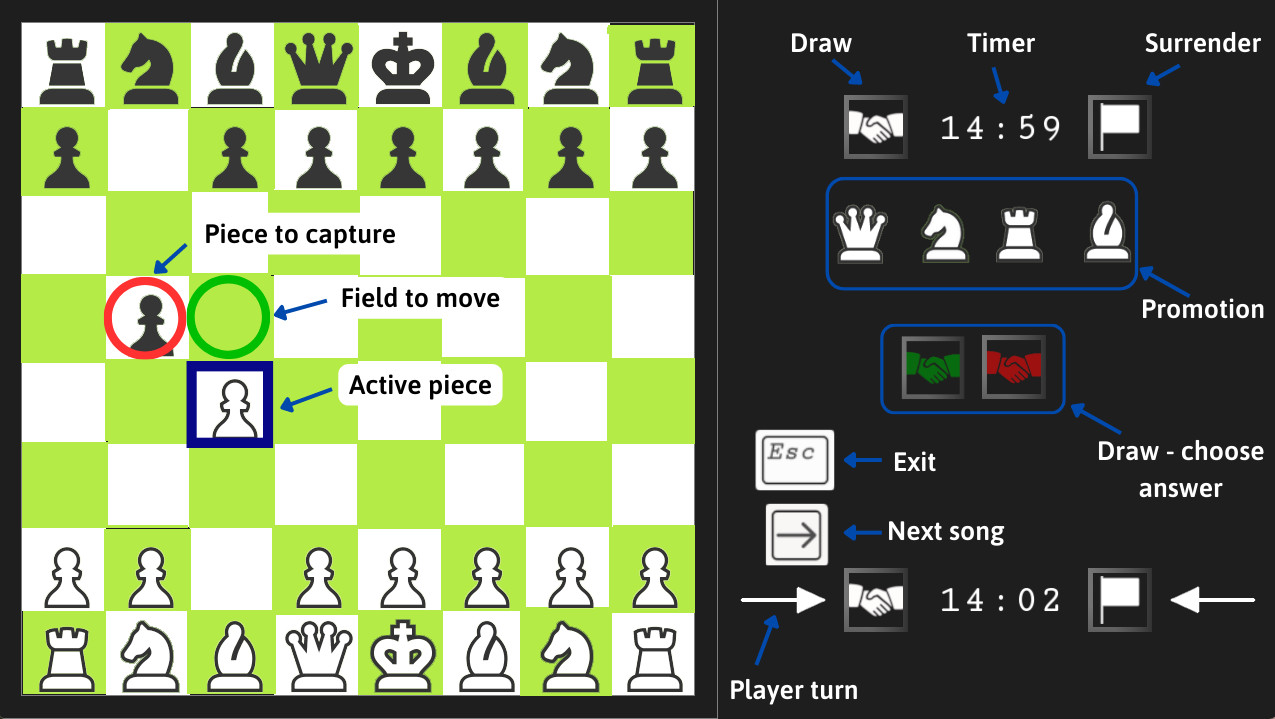 Draw
Timer
Surrender
14:59
Piece to capture
Field to move
Promotion
Active piece
Draw - choose
answer
Esc
Exit
Next song
14:02
Player turn